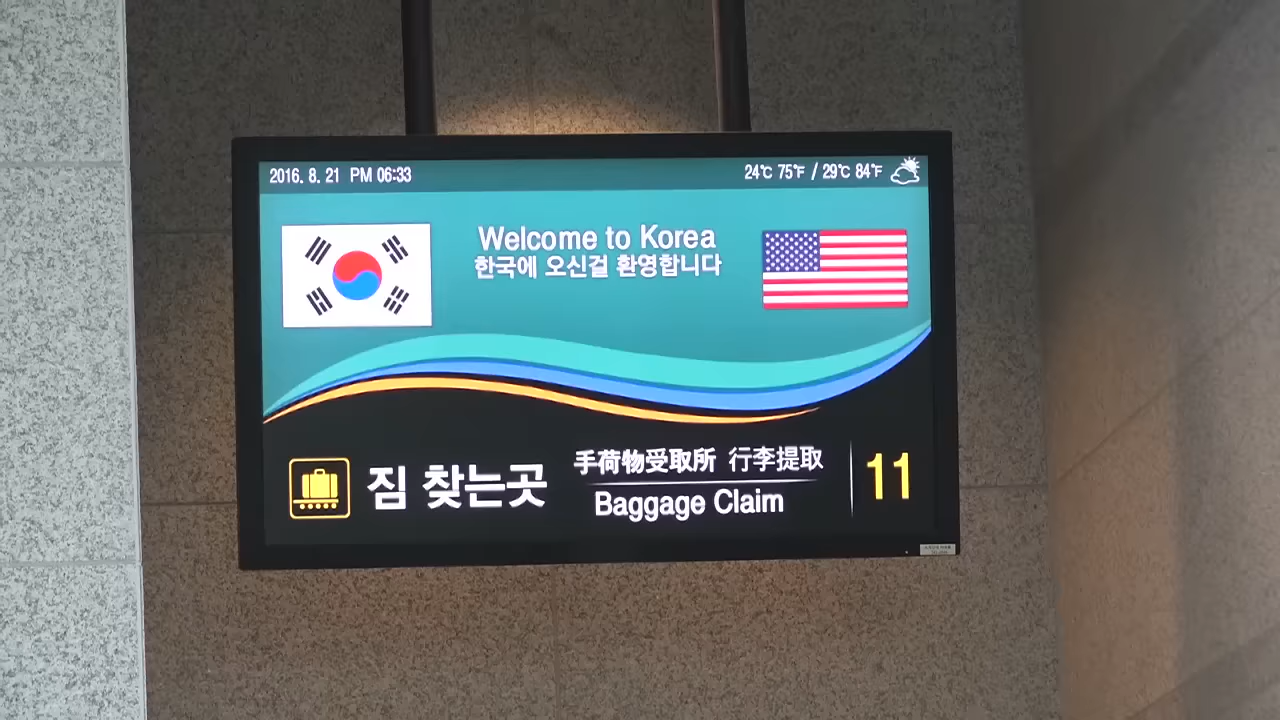 2016. 8. 21 PM 06:33
24℃ 75℉ / 29℃ 84℉
Welcome to Korea
한국에 오신걸 환영합니다
짐 찾는곳
手荷物受取所 行李提取
Baggage Claim
11